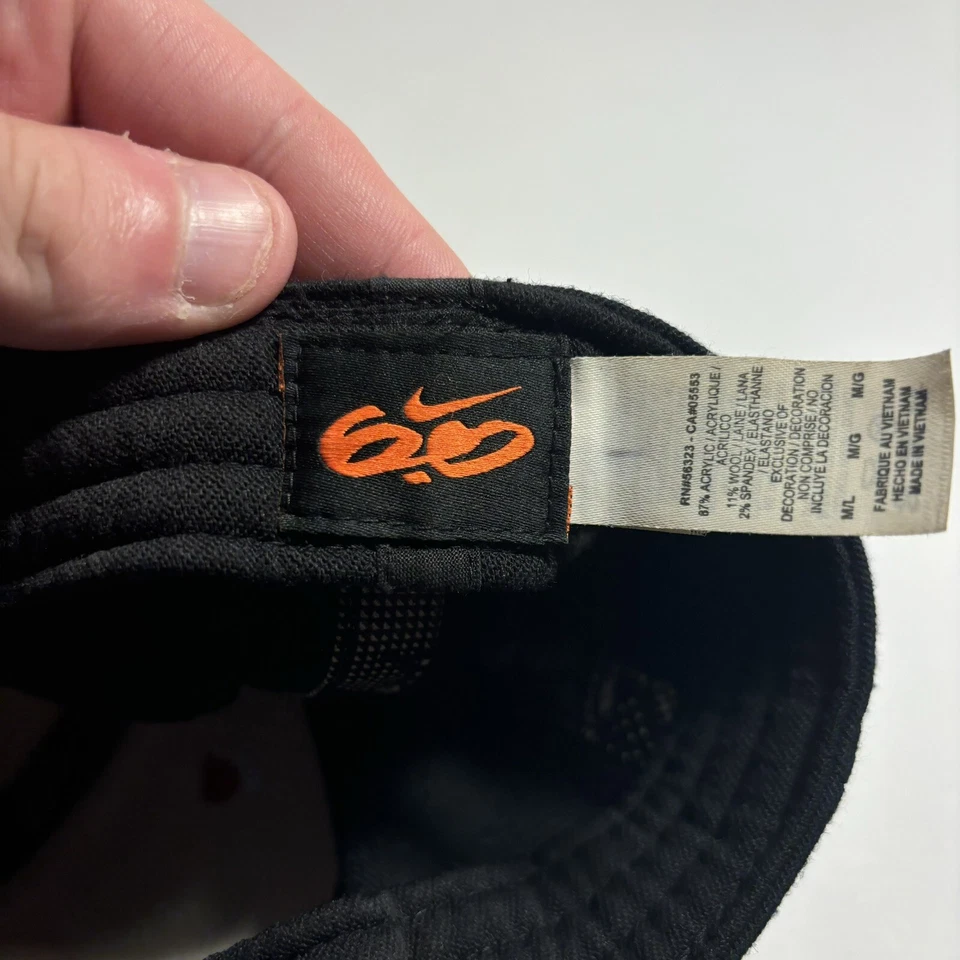 6.0
RN#56323 - CA#05553
87% ACRYLIC / ACRYLIQUE /
ACRILICO
11% WOOL / LAINE / LANA
2% SPANDEX / ELASTHANNE
/ ELASTANO
EXCLUSIVE OF
DECORATION / DECORATION
NON COMPRISE / NO
INCLUYE LA DECORACION
M/L M/G M/G
FABRIQUE AU VIETNAM
HECHO EN VIETNAM
MADE IN VIETNAM